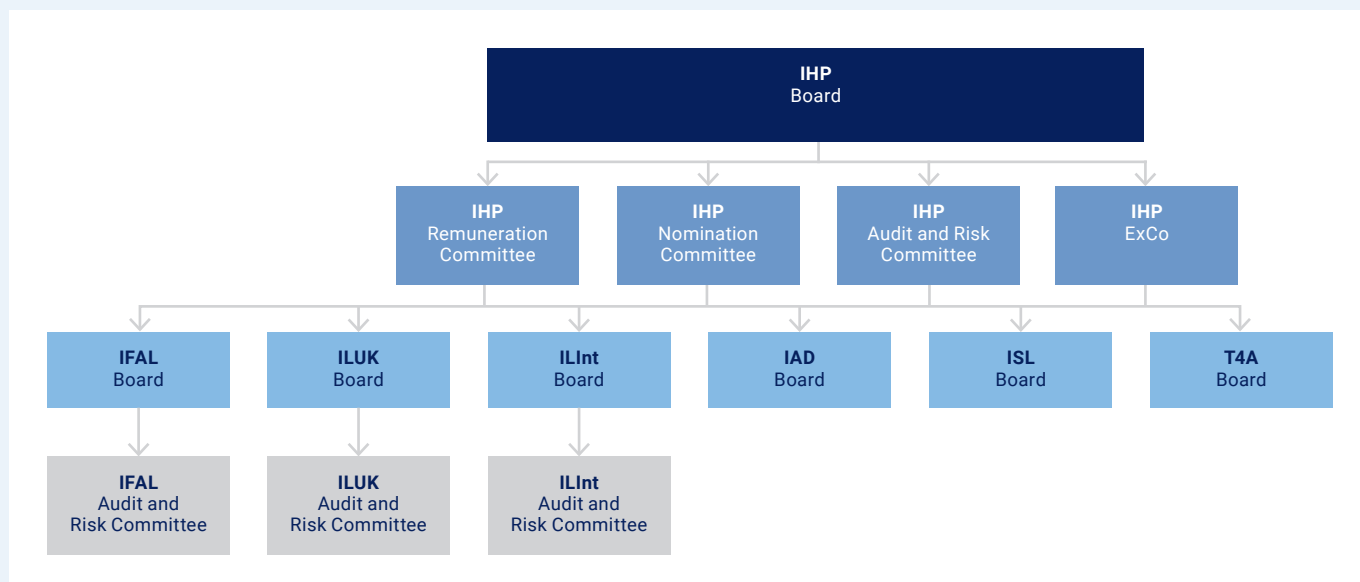 IHP
Board
IHP
Remuneration
Committee
IHP
Nomination
Committee
IHP
Audit and Risk
Committee
IHP
ExCo
IFAL
Board
ILUK
Board
ILInt
Board
IAD
Board
ISL
Board
T4A
Board
IFAL
Audit and
Risk Committee
ILUK
Audit and
Risk Committee
ILInt
Audit and
Risk Committee